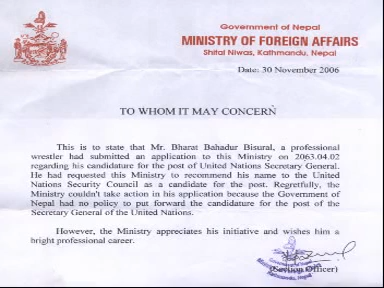 Government of Nepal
MINISTRY OF FOREIGN AFFAIRS
Shital Niwas, Kathmandu, Nepal
Date: 30 November 2006
TO WHOM IT MAY CONCERN
This is to state that Mr. Bharat Bahadur Bisural, a professional
wrestler had submitted an application to this Ministry on 2063.04.02
regarding his candidature for the post of United Nations Secretary General.
He had requested this Ministry to recommend his name to the United
Nations Security Council as a candidate for the post. Regretfully, the
Ministry couldn't take action in his application because the Government of
Nepal had no policy to put forward the candidature for the post of the
Secretary General of the United Nations.
However, the Ministry appreciates his initiative and wishes him a
bright professional career.
(Section Officer)